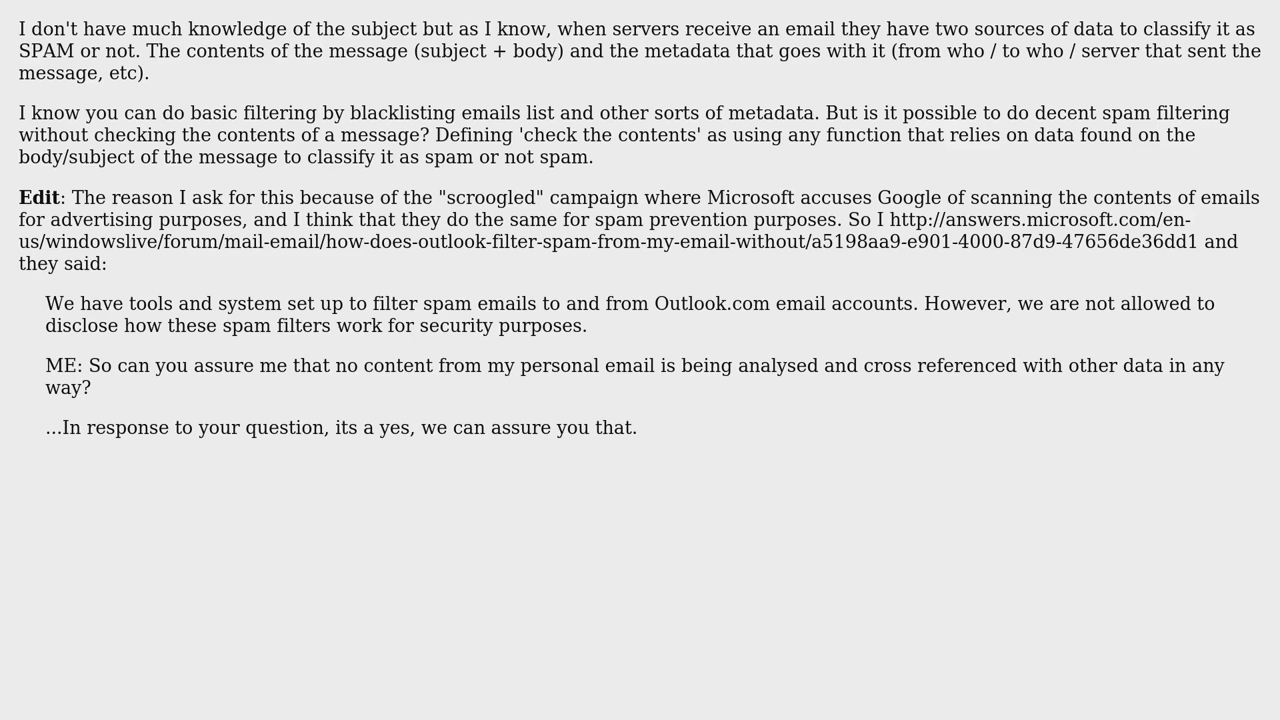 I don't have much knowledge of the subject but as I know, when servers receive an email they have two sources of data to classify it as
SPAM or not. The contents of the message (subject + body) and the metadata that goes with it (from who / to who / server that sent the
message, etc).
I know you can do basic filtering by blacklisting emails list and other sorts of metadata. But is it possible to do decent spam filtering
without checking the contents of a message? Defining 'check the contents' as using any function that relies on data found on the
body/subject of the message to classify it as spam or not spam.
Edit: The reason I ask for this because of the "scroogled" campaign where Microsoft accuses Google of scanning the contents of emails
for advertising purposes, and I think that they do the same for spam prevention purposes. So I http://answers.microsoft.com/en-
us/windowslive/forum/mail-email/how-does-outlook-filter-spam-from-my-email-without/a5198aa9-e901-4000-87d9-47656de36dd1 and
they said:
We have tools and system set up to filter spam emails to and from Outlook.com email accounts. However, we are not allowed to
disclose how these spam filters work for security purposes.
ME: So can you assure me that no content from my personal email is being analysed and cross referenced with other data in any
way?
...In response to your question, its a yes, we can assure you that.